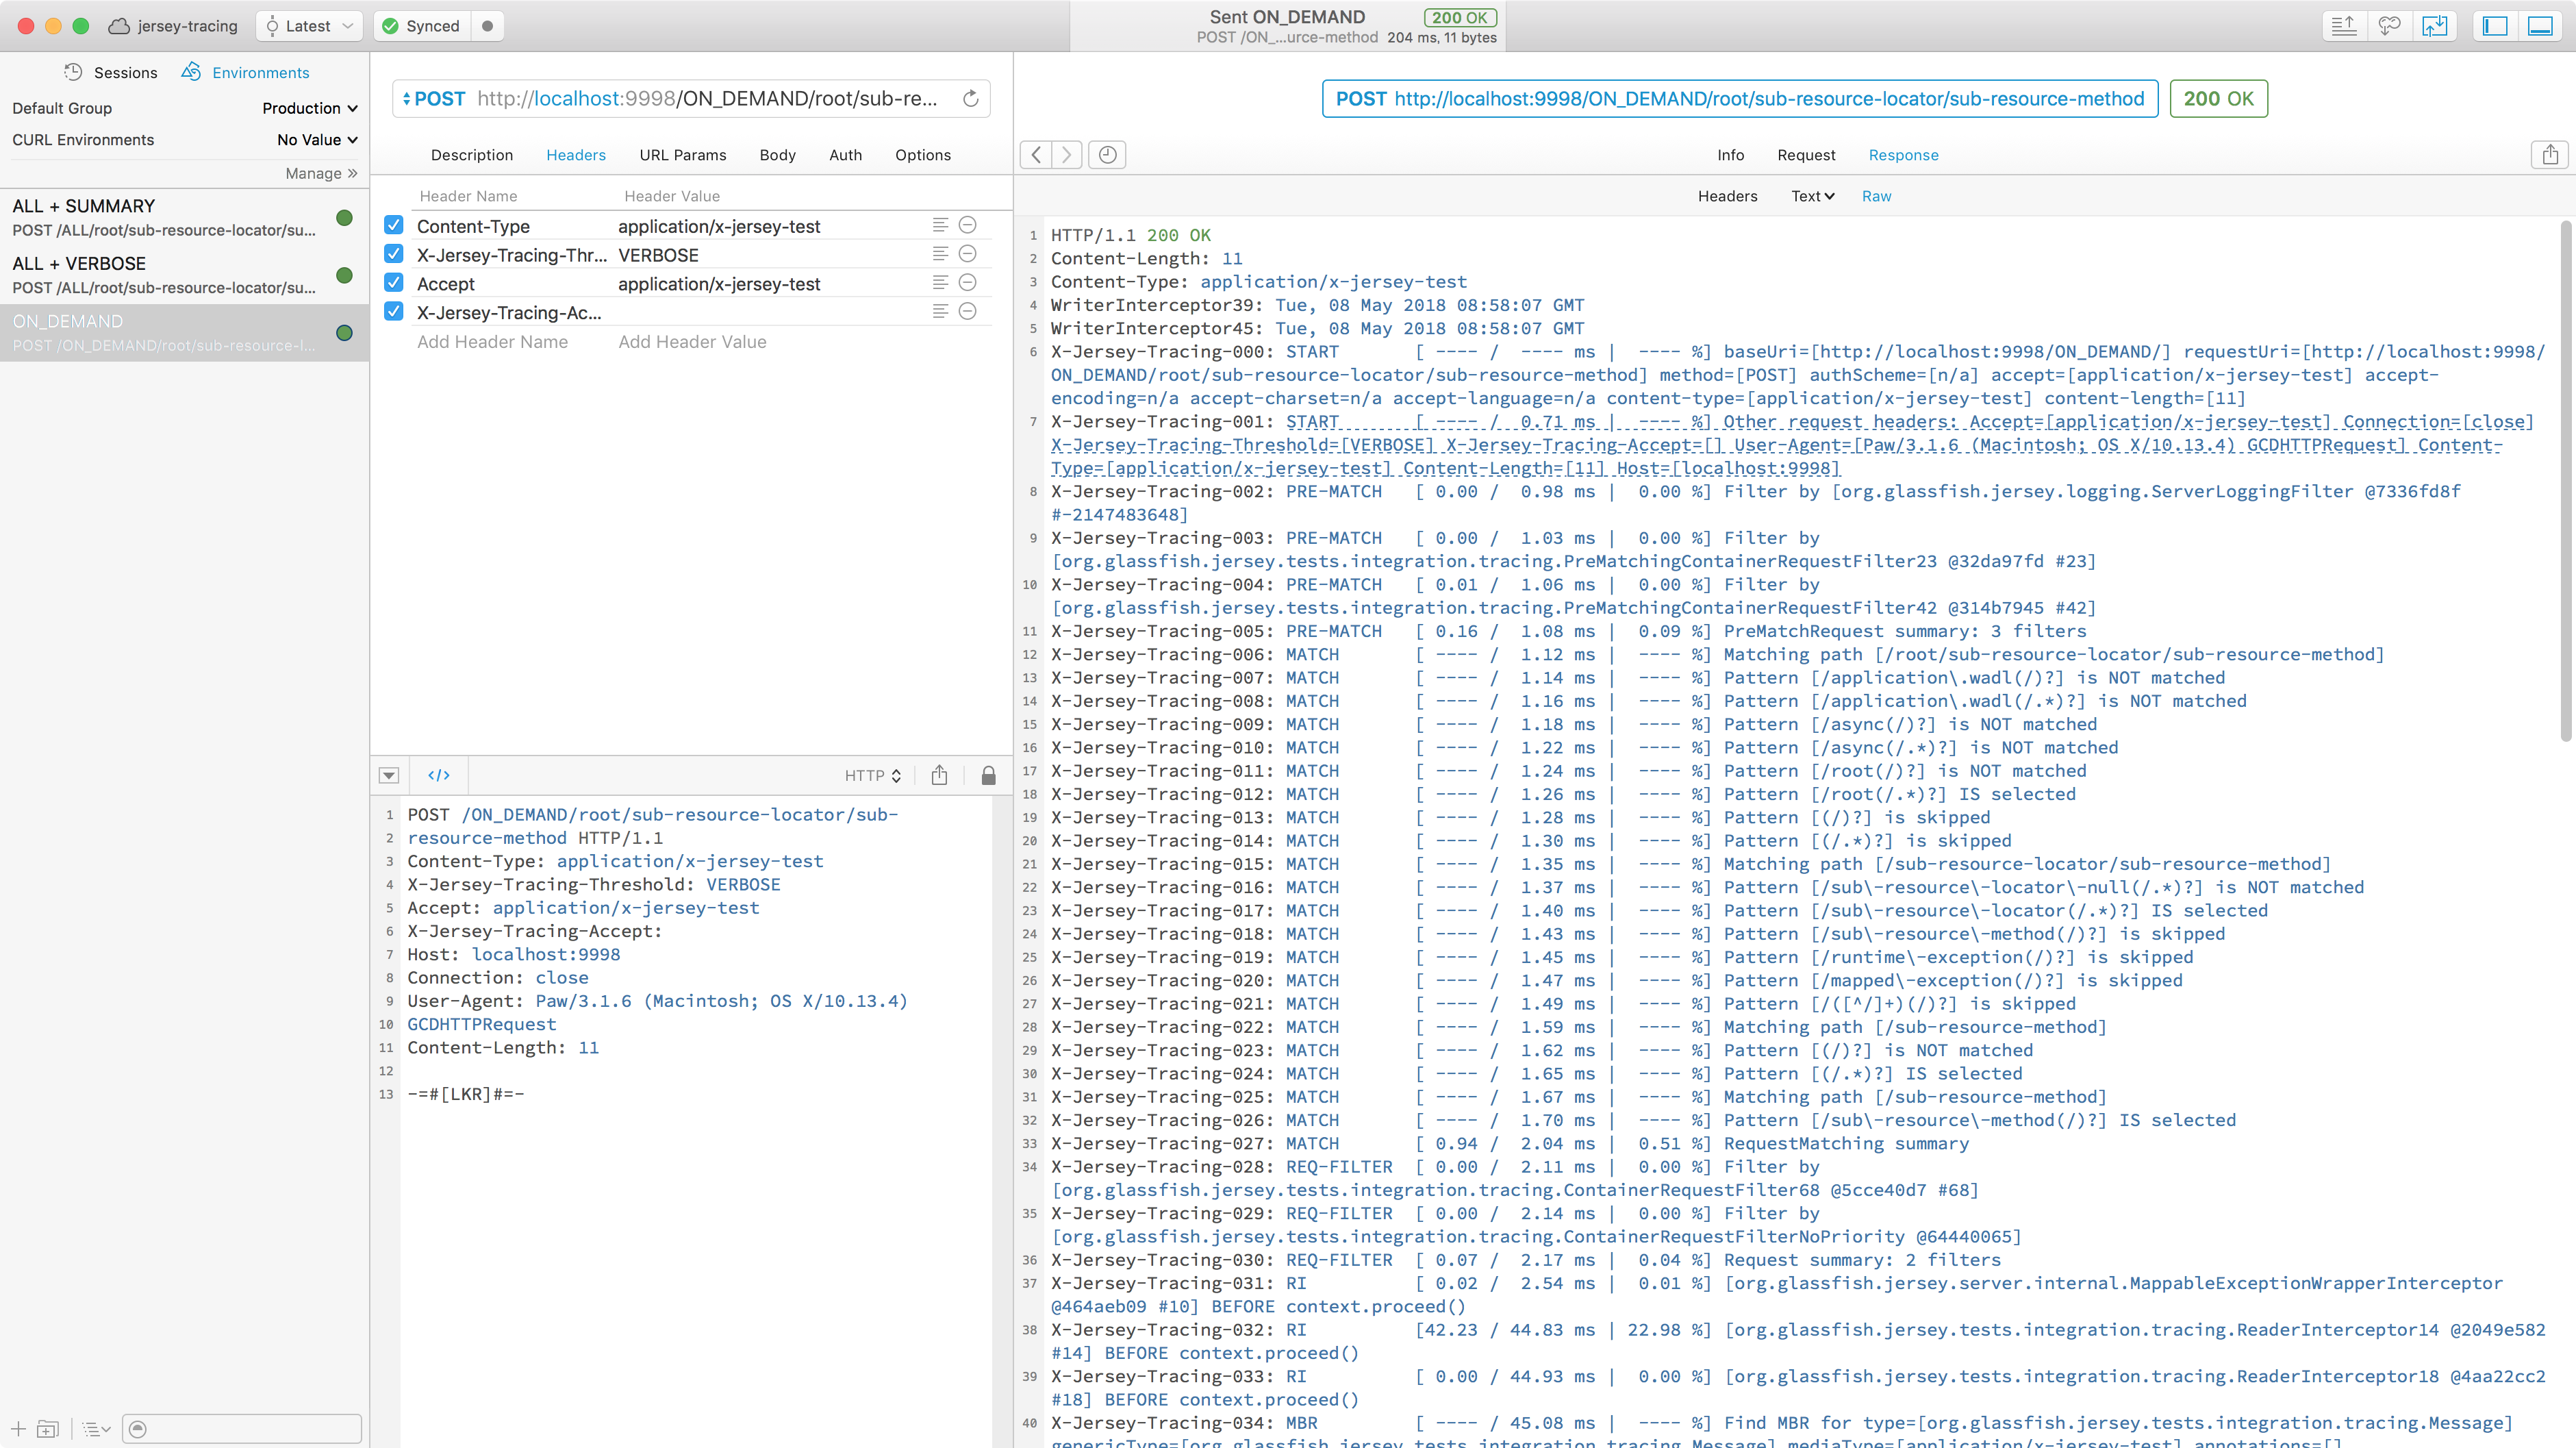 jersey-tracing
Latest
Synced
Sent ON_DEMAND
200 OK
POST /ON_...urce-method 204 ms, 11 bytes
Sessions
Environments
Default Group
Production
CURL Environments
No Value
Manage »
ALL + SUMMARY
POST /ALL/root/sub-resource-locator/su...
ALL + VERBOSE
POST /ALL/root/sub-resource-locator/su...
ON_DEMAND
POST /ON_DEMAND/root/sub-resource-l...
POST http://localhost:9998/ON_DEMAND/root/sub-re...
Description Headers URL Params Body Auth Options
Header Name Header Value
Content-Type application/x-jersey-test
X-Jersey-Tracing-Thr... VERBOSE
Accept application/x-jersey-test
X-Jersey-Tracing-Ac...
Add Header Name Add Header Value
</> HTTP
1 POST /ON_DEMAND/root/sub-resource-locator/sub-
2 resource-method HTTP/1.1
3 Content-Type: application/x-jersey-test
4 X-Jersey-Tracing-Threshold: VERBOSE
5 Accept: application/x-jersey-test
6 X-Jersey-Tracing-Accept:
7 Host: localhost:9998
8 Connection: close
9 User-Agent: Paw/3.1.6 (Macintosh; OS X/10.13.4)
10 GCDHTTPRequest
11 Content-Length: 11
12
13 -=#[LKR]#=-
POST http://localhost:9998/ON_DEMAND/root/sub-resource-locator/sub-resource-method 200 OK
Info Request Response
Headers Text Raw
1 HTTP/1.1 200 OK
2 Content-Length: 11
3 Content-Type: application/x-jersey-test
4 WriterInterceptor39: Tue, 08 May 2018 08:58:07 GMT
5 WriterInterceptor45: Tue, 08 May 2018 08:58:07 GMT
6 X-Jersey-Tracing-000: START [ ---- / ---- ms | ---- %] baseUri=[http://localhost:9998/ON_DEMAND/] requestUri=[http://localhost:9998/
ON_DEMAND/root/sub-resource-locator/sub-resource-method] method=[POST] authScheme=[n/a] accept=[application/x-jersey-test] accept-
encoding=n/a accept-charset=n/a accept-language=n/a content-type=[application/x-jersey-test] content-length=[11]
7 X-Jersey-Tracing-001: START [ ---- / 0.71 ms | ---- %] Other request headers: Accept=[application/x-jersey-test] Connection=[close]
X-Jersey-Tracing-Threshold=[VERBOSE] X-Jersey-Tracing-Accept=[] User-Agent=[Paw/3.1.6 (Macintosh; OS X/10.13.4) GCDHTTPRequest] Content-
Type=[application/x-jersey-test] Content-Length=[11] Host=[localhost:9998]
8 X-Jersey-Tracing-002: PRE-MATCH [ 0.00 / 0.98 ms | 0.00 %] Filter by [org.glassfish.jersey.logging.ServerLoggingFilter @7336fd8f
#-2147483648]
9 X-Jersey-Tracing-003: PRE-MATCH [ 0.00 / 1.03 ms | 0.00 %] Filter by
[org.glassfish.jersey.tests.integration.tracing.PreMatchingContainerRequestFilter23 @32da97fd #23]
10 X-Jersey-Tracing-004: PRE-MATCH [ 0.01 / 1.06 ms | 0.00 %] Filter by
[org.glassfish.jersey.tests.integration.tracing.PreMatchingContainerRequestFilter42 @314b7945 #42]
11 X-Jersey-Tracing-005: PRE-MATCH [ 0.16 / 1.08 ms | 0.09 %] PreMatchRequest summary: 3 filters
12 X-Jersey-Tracing-006: MATCH [ ---- / 1.12 ms | ---- %] Matching path [/root/sub-resource-locator/sub-resource-method]
13 X-Jersey-Tracing-007: MATCH [ ---- / 1.14 ms | ---- %] Pattern [/application\.wadl(/)?] is NOT matched
14 X-Jersey-Tracing-008: MATCH [ ---- / 1.16 ms | ---- %] Pattern [/application\.wadl(/.*)?] is NOT matched
15 X-Jersey-Tracing-009: MATCH [ ---- / 1.18 ms | ---- %] Pattern [/async(/)?] is NOT matched
16 X-Jersey-Tracing-010: MATCH [ ---- / 1.22 ms | ---- %] Pattern [/async(/.*)?] is NOT matched
17 X-Jersey-Tracing-011: MATCH [ ---- / 1.24 ms | ---- %] Pattern [/root(/)?] is NOT matched
18 X-Jersey-Tracing-012: MATCH [ ---- / 1.26 ms | ---- %] Pattern [/root(/.*)?] IS selected
19 X-Jersey-Tracing-013: MATCH [ ---- / 1.28 ms | ---- %] Pattern [(/)?] is skipped
20 X-Jersey-Tracing-014: MATCH [ ---- / 1.30 ms | ---- %] Pattern [(/.*)?] is skipped
21 X-Jersey-Tracing-015: MATCH [ ---- / 1.35 ms | ---- %] Matching path [/sub-resource-locator/sub-resource-method]
22 X-Jersey-Tracing-016: MATCH [ ---- / 1.37 ms | ---- %] Pattern [/sub\-resource\-locator\-null(/.*)?] is NOT matched
23 X-Jersey-Tracing-017: MATCH [ ---- / 1.40 ms | ---- %] Pattern [/sub\-resource\-locator(/.*)?] IS selected
24 X-Jersey-Tracing-018: MATCH [ ---- / 1.43 ms | ---- %] Pattern [/sub\-resource\-method(/)?] is skipped
25 X-Jersey-Tracing-019: MATCH [ ---- / 1.45 ms | ---- %] Pattern [/runtime\-exception(/)?] is skipped
26 X-Jersey-Tracing-020: MATCH [ ---- / 1.47 ms | ---- %] Pattern [/mapped\-exception(/)?] is skipped
27 X-Jersey-Tracing-021: MATCH [ ---- / 1.49 ms | ---- %] Pattern [/([^/]+)(/)?] is skipped
28 X-Jersey-Tracing-022: MATCH [ ---- / 1.59 ms | ---- %] Matching path [/sub-resource-method]
29 X-Jersey-Tracing-023: MATCH [ ---- / 1.62 ms | ---- %] Pattern [(/)?] is NOT matched
30 X-Jersey-Tracing-024: MATCH [ ---- / 1.65 ms | ---- %] Pattern [(/.*)?] IS selected
31 X-Jersey-Tracing-025: MATCH [ ---- / 1.67 ms | ---- %] Matching path [/sub-resource-method]
32 X-Jersey-Tracing-026: MATCH [ ---- / 1.70 ms | ---- %] Pattern [/sub\-resource\-method(/)?] IS selected
33 X-Jersey-Tracing-027: MATCH [ 0.94 / 2.04 ms | 0.51 %] RequestMatching summary
34 X-Jersey-Tracing-028: REQ-FILTER [ 0.00 / 2.11 ms | 0.00 %] Filter by
[org.glassfish.jersey.tests.integration.tracing.ContainerRequestFilter68 @5cce40d7 #68]
35 X-Jersey-Tracing-029: REQ-FILTER [ 0.00 / 2.14 ms | 0.00 %] Filter by
[org.glassfish.jersey.tests.integration.tracing.ContainerRequestFilterNoPriority @64440065]
36 X-Jersey-Tracing-030: REQ-FILTER [ 0.07 / 2.17 ms | 0.04 %] Request summary: 2 filters
37 X-Jersey-Tracing-031: RI [ 0.02 / 2.54 ms | 0.01 %] [org.glassfish.jersey.server.internal.MappableExceptionWrapperInterceptor
@464aeb09 #10] BEFORE context.proceed()
38 X-Jersey-Tracing-032: RI [42.23 / 44.83 ms | 22.98 %] [org.glassfish.jersey.tests.integration.tracing.ReaderInterceptor14 @2049e582
#14] BEFORE context.proceed()
39 X-Jersey-Tracing-033: RI [ 0.00 / 44.93 ms | 0.00 %] [org.glassfish.jersey.tests.integration.tracing.ReaderInterceptor18 @4aa22cc2
#18] BEFORE context.proceed()
40 X-Jersey-Tracing-034: MBR [ ---- / 45.08 ms | ---- %] Find MBR for type=[org.glassfish.jersey.tests.integration.tracing.Message]
genericType=[org.glassfish.jersey.tests.integration.tracing.Message] mediaType=[application/x-jersey-test] annotations=[]